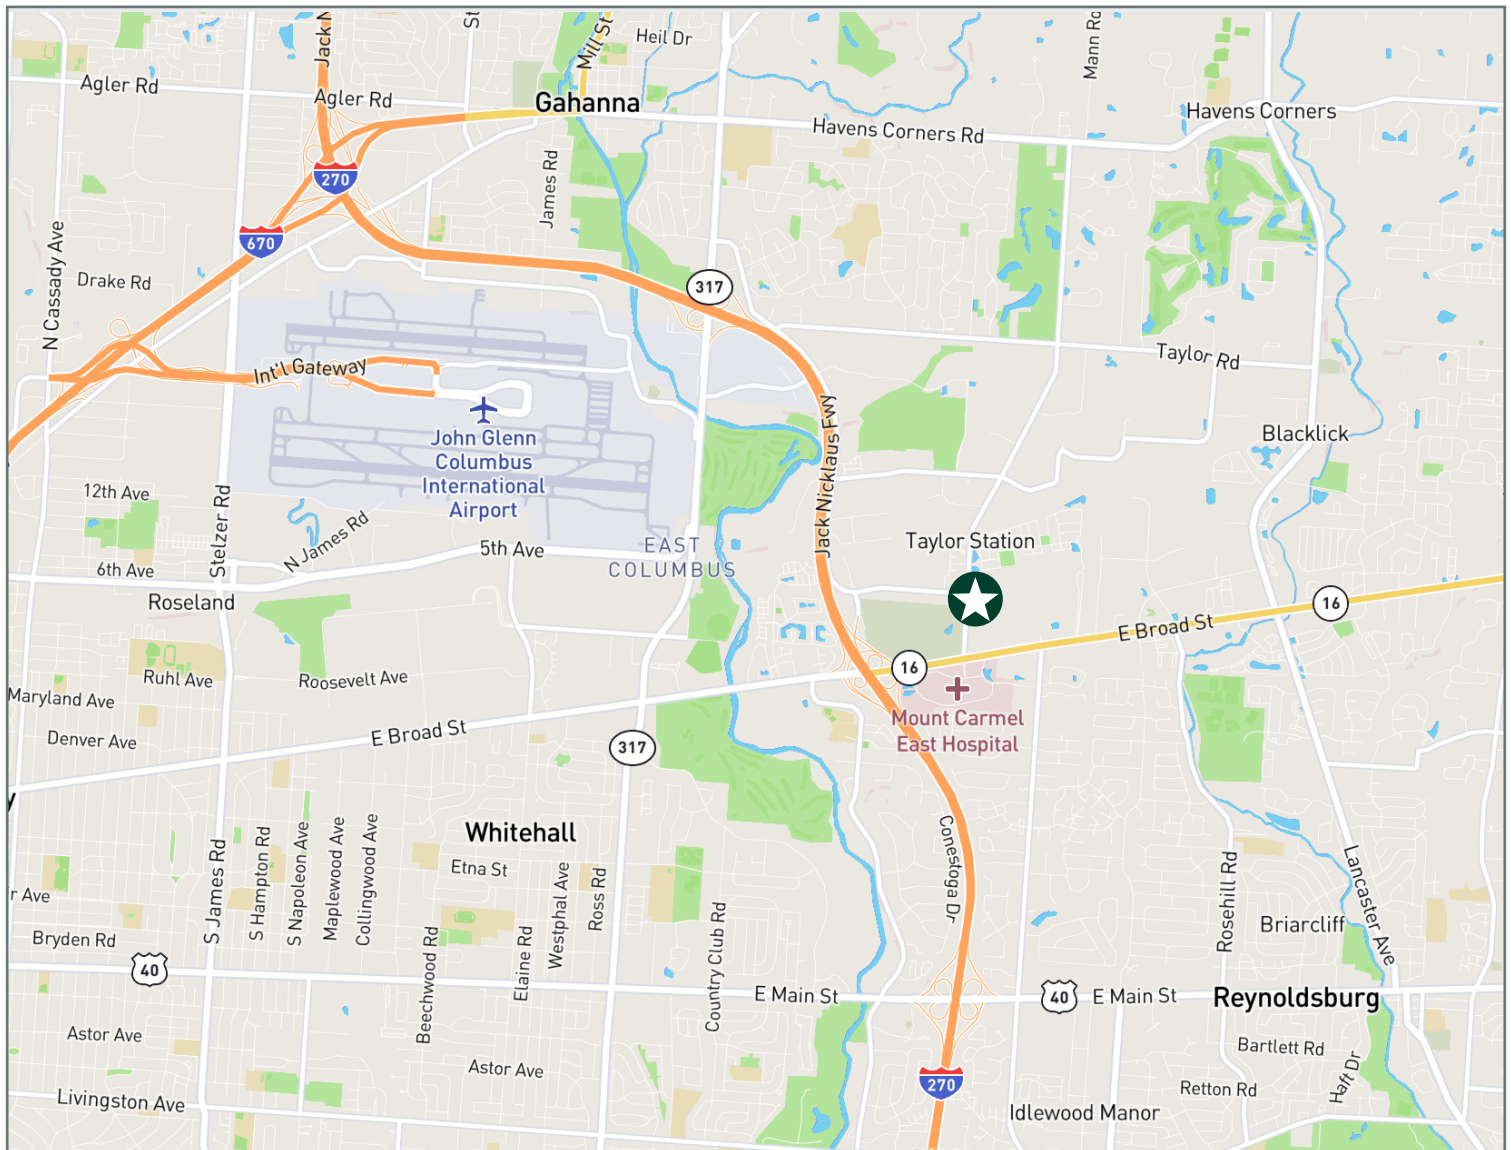 Jack N
St
Mill St
Heil Dr
Mann Rd
Agler Rd
Agler Rd
Gahanna
Havens Corners
Havens Corners Rd
270
James Rd
670
N Cassady Ave
Drake Rd
317
Int'l Gateway
Taylor Rd
John Glenn
Columbus
International
Airport
Jack Nicklaus Fwy
Blacklick
12th Ave
Stelzer Rd
N James Rd
5th Ave
EAST
COLUMBUS
Taylor Station
6th Ave
Roseland
16
E Broad St
16
Ruhl Ave
Roosevelt Ave
Maryland Ave
Mount Carmel
East Hospital
Denver Ave
E Broad St
317
y
Whitehall
Conestoga Dr
S James Rd
S Hampton Rd
S Napoleon Ave
Maplewood Ave
Collingwood Ave
Etna St
Westphal Ave
Ross Rd
Rosehill Rd
Lancaster Ave
r Ave
Bryden Rd
Beechwood Rd
Elaine Rd
Country Club Rd
Briarcliff
40
E Main St
40
E Main St
Reynoldsburg
Astor Ave
Astor Ave
Bartlett Rd
Haft Dr
270
Retton Rd
Livingston Ave
Idlewood Manor